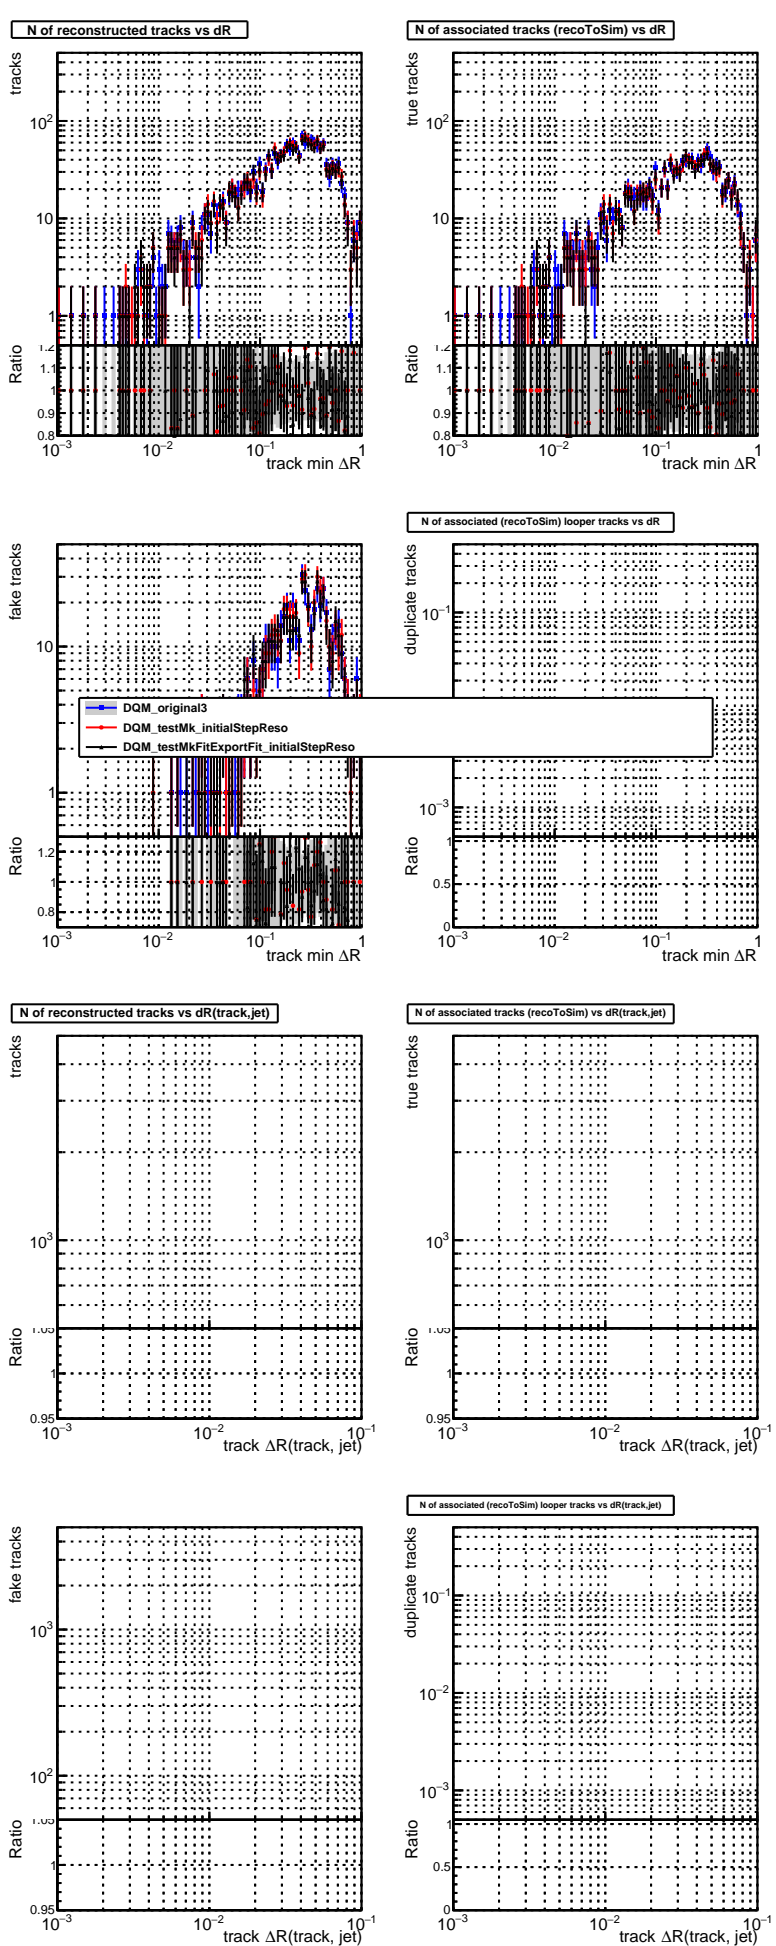 N of reconstructed tracks vs dR
tracks
10²
10
1
Ratio
1.2
1.1
1
0.9
0.8
10⁻³ 10⁻² 10⁻¹ 1
track min ΔR
N of associated tracks (recoToSim) vs dR
true tracks
10²
10
1
Ratio
1.2
1.1
1
0.9
0.8
10⁻³ 10⁻² 10⁻¹ 1
track min ΔR
fake tracks
10
1
Ratio
1.2
1
0.8
10⁻³ 10⁻² 10⁻¹ 1
track min ΔR
N of associated (recoToSim) looper tracks vs dR
duplicate tracks
10⁻¹
10⁻³
Ratio
1
0.5
0
10⁻³ 10⁻² 10⁻¹ 1
track min ΔR
DQM_original3
DQM_testMk_initialStepReso
DQM_testMkFitExportFit_initialStepReso
N of reconstructed tracks vs dR(track,jet)
tracks
10³
Ratio
1.05
1
0.95
10⁻³ 10⁻² 10⁻¹
track ΔR(track, jet)
N of associated tracks (recoToSim) vs dR(track,jet)
true tracks
10³
Ratio
1.05
1
0.95
10⁻³ 10⁻² 10⁻¹
track ΔR(track, jet)
fake tracks
10³
10²
Ratio
1.05
1
0.95
10⁻³ 10⁻² 10⁻¹
track ΔR(track, jet)
N of associated (recoToSim) looper tracks vs dR(track,jet)
duplicate tracks
10⁻¹
10⁻²
10⁻³
Ratio
1
0.5
0
10⁻³ 10⁻² 10⁻¹
track ΔR(track, jet)